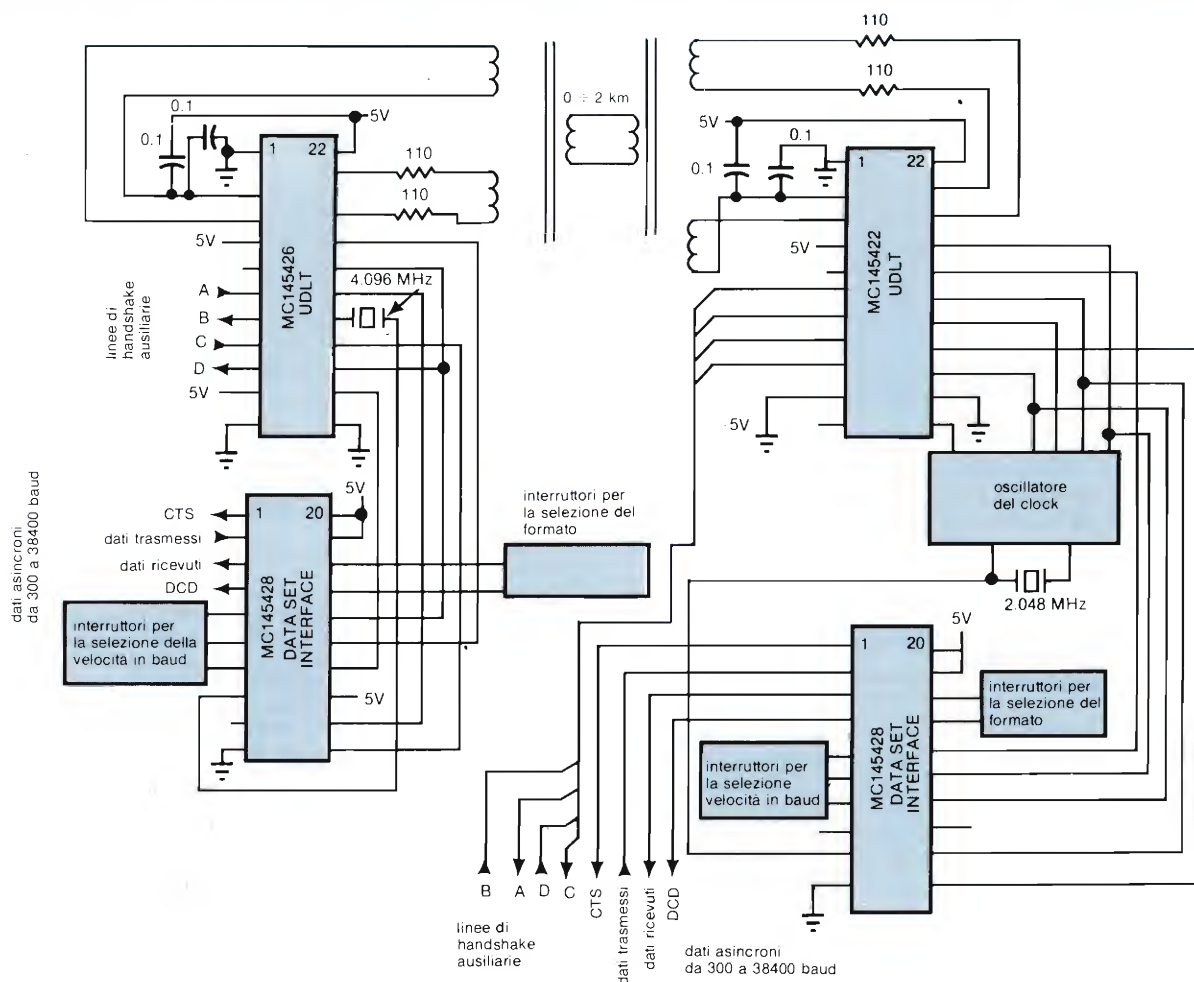 110
110
0 ÷ 2 km
0.1
0.1
5V
1
22
110
110
MC145426
UDLT
5V
A
B
C
D
5V
linee di
handshake
ausiliarie
4.096 MHz
5V
0.1
0.1
1
22
5V
MC145422
UDLT
5V
oscillatore
del clock
2.048 MHz
dati asincroni
da 300 a 38400 baud
CTS
dati trasmessi
dati ricevuti
DCD
1
20
5V
MC145428
DATA SET
INTERFACE
5V
interruttori per
la selezione della
velocità in baud
interruttori per
la selezione del
formato
5V
1
20
MC145428
DATA SET
INTERFACE
interruttori per
la selezione del
formato
interruttori per
la selezione
velocità in baud
B
A
D
C
CTS
dati trasmessi
dati ricevuti
DCD
linee di
handshake
ausiliarie
dati asincroni
da 300 a 38400 baud